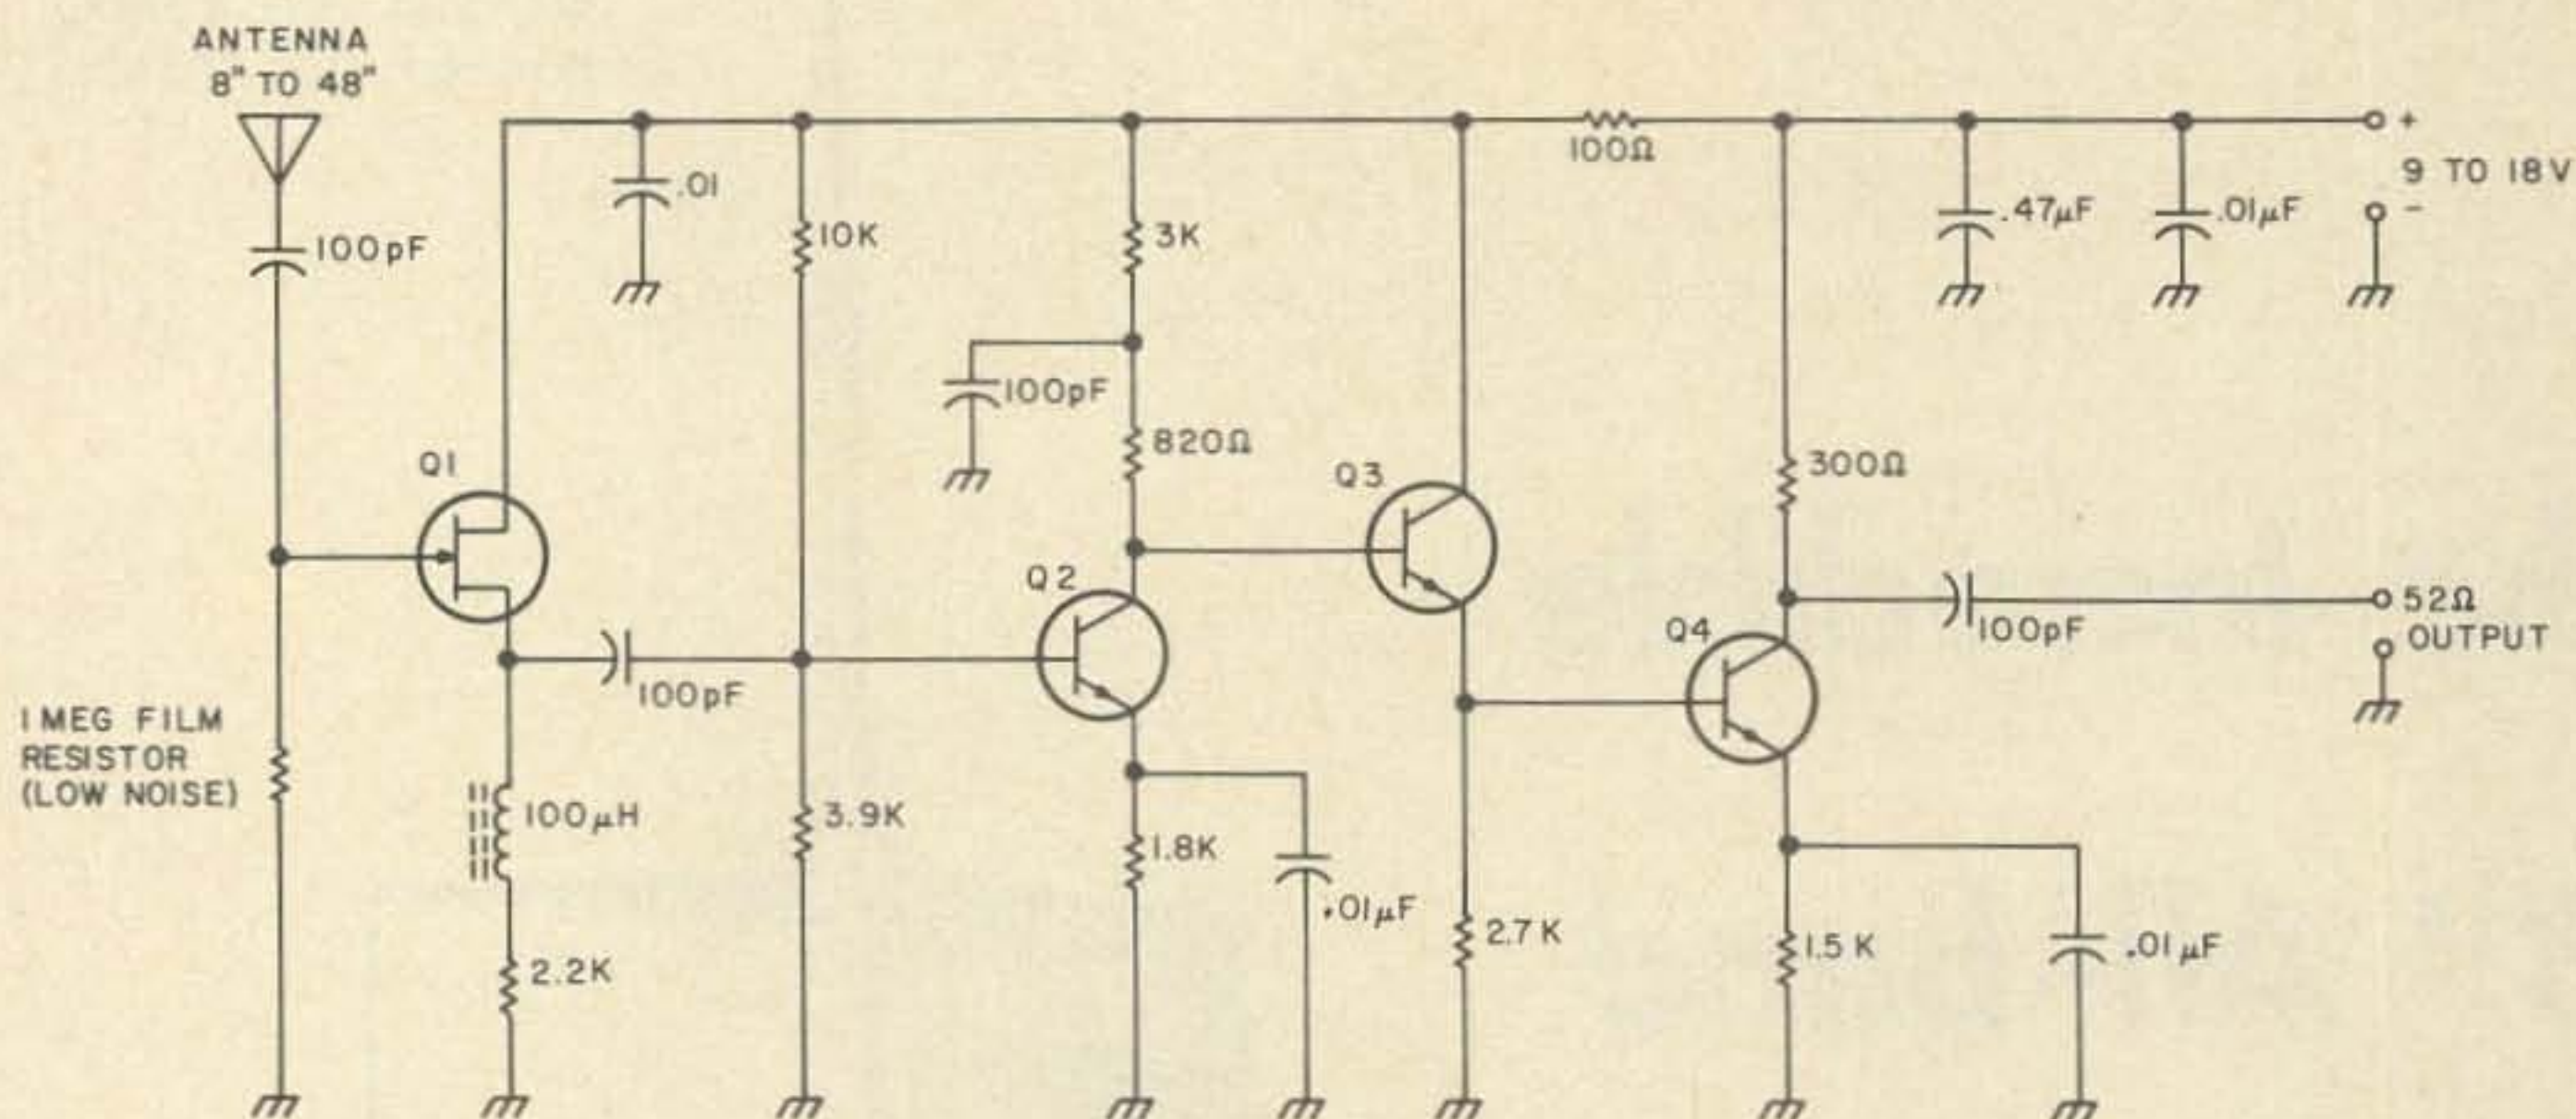 ANTENNA
8" TO 48"
100pF
.01
10K
3K
100Ω
.47µF
.01µF
+
9 TO 18V
-
100pF
820Ω
Q1
Q2
Q3
300Ω
Q4
52Ω
OUTPUT
100pF
100pF
1 MEG FILM
RESISTOR
(LOW NOISE)
100µH
3.9K
1.8K
.01µF
2.2K
2.7K
1.5K
.01µF